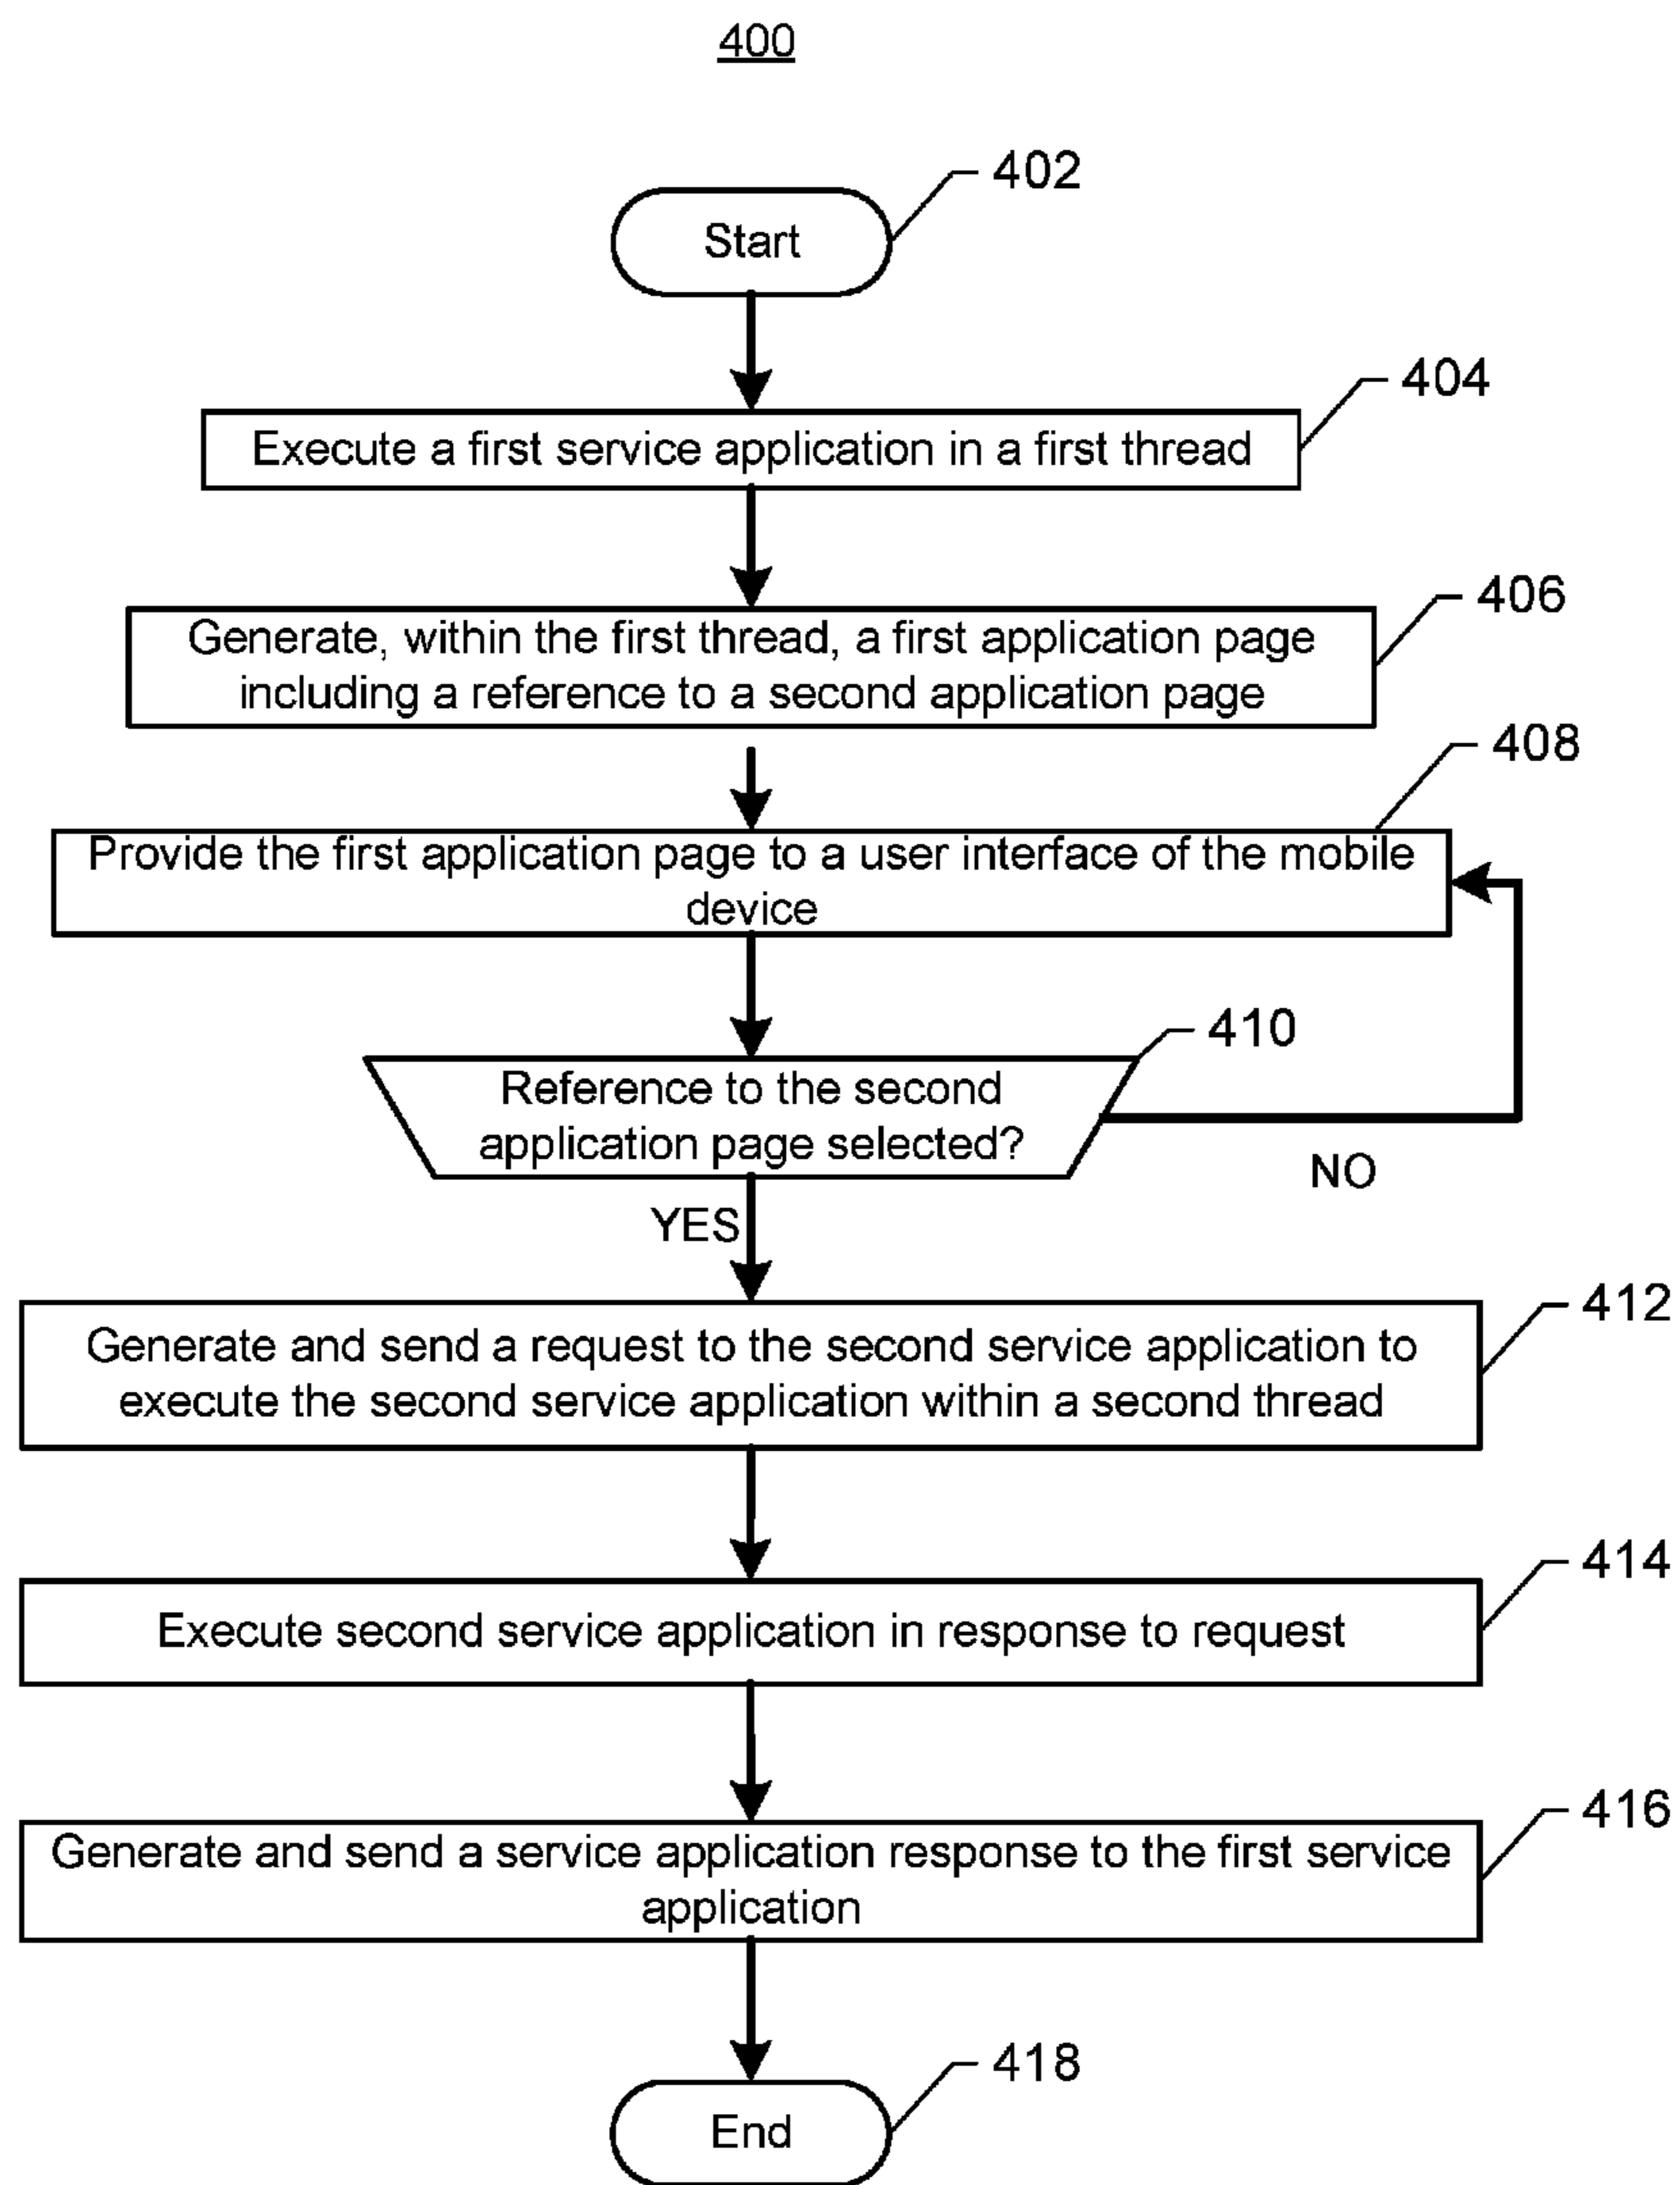 400
402
Start
404
Execute a first service application in a first thread
406
Generate, within the first thread, a first application page
including a reference to a second application page
408
Provide the first application page to a user interface of the mobile
device
410
Reference to the second
application page selected?
NO
YES
412
Generate and send a request to the second service application to
execute the second service application within a second thread
414
Execute second service application in response to request
416
Generate and send a service application response to the first service
application
418
End